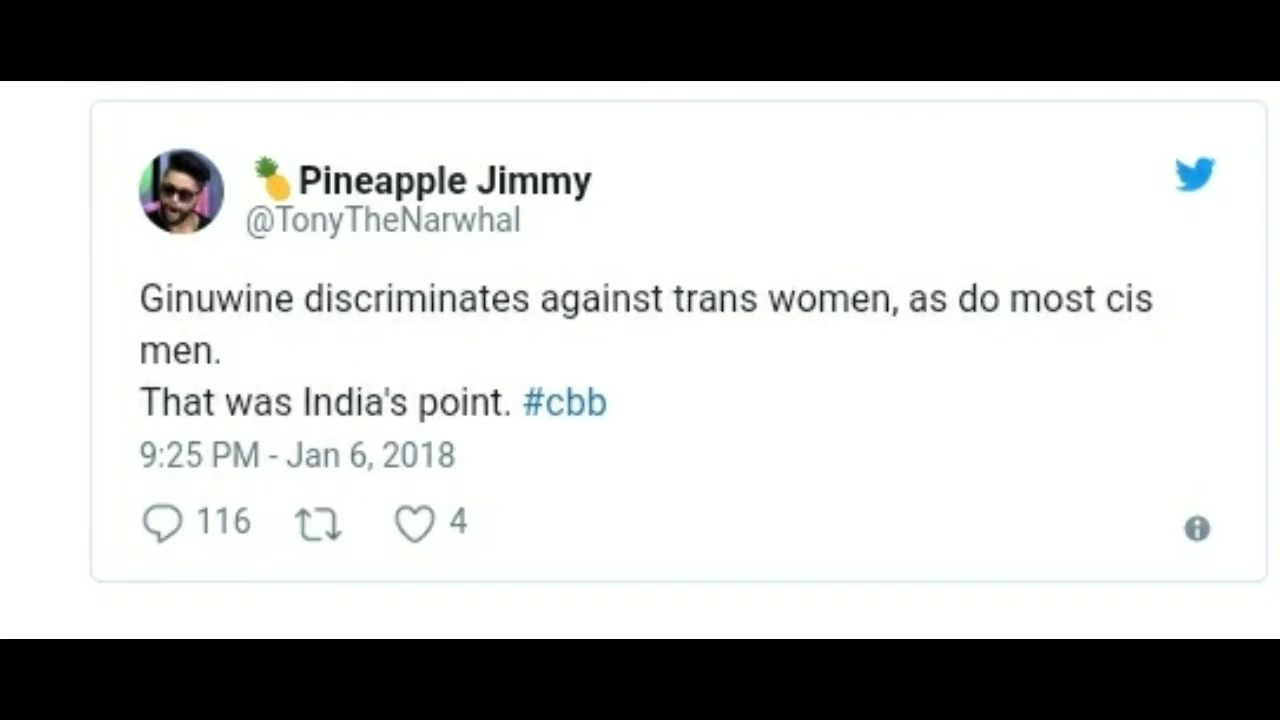 🍍Pineapple Jimmy
@TonyTheNarwhal
Ginuwine discriminates against trans women, as do most cis
men.
That was India's point. #cbb
9:25 PM - Jan 6, 2018
116 4